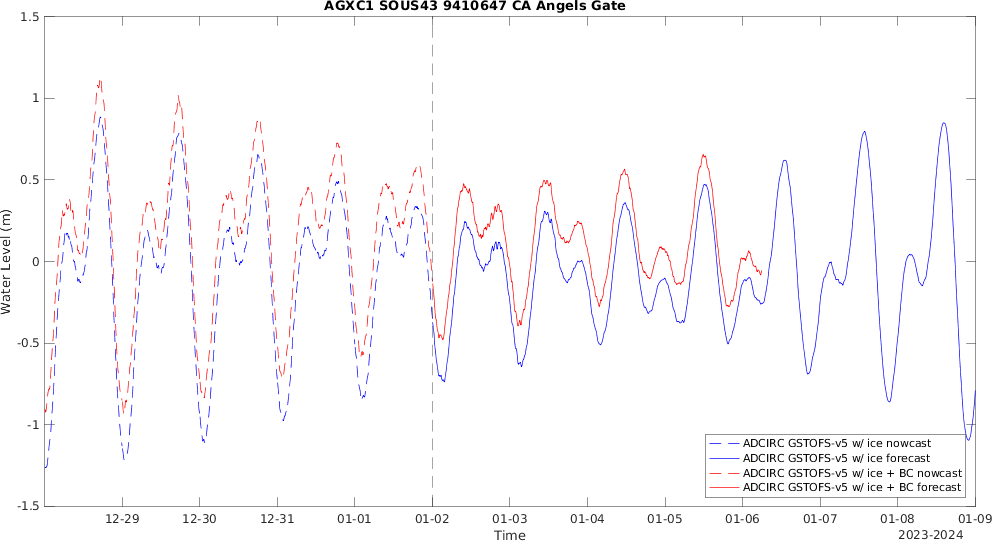 AGXC1 SOUS43 9410647 CA Angels Gate
1.5
1
0.5
0
-0.5
-1
-1.5
Water Level (m)
12-29 12-30 12-31 01-01 01-02 01-03 01-04 01-05 01-06 01-07 01-08 01-09
Time
2023-2024
ADCIRC GSTOFS-v5 w/ ice nowcast
ADCIRC GSTOFS-v5 w/ ice forecast
ADCIRC GSTOFS-v5 w/ ice + BC nowcast
ADCIRC GSTOFS-v5 w/ ice + BC forecast